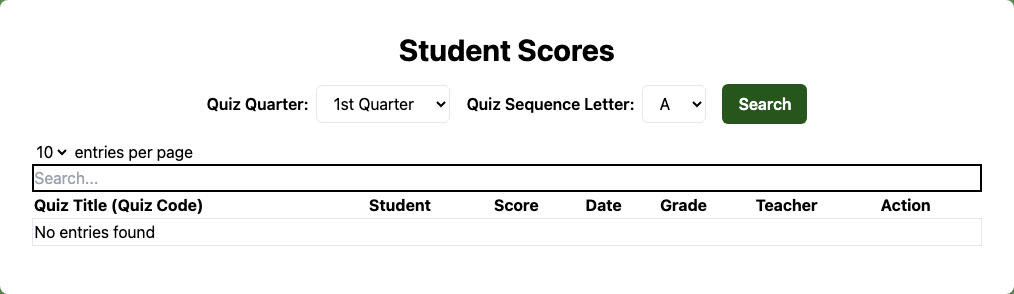 Student Scores
Quiz Quarter: 1st Quarter Quiz Sequence Letter: A Search
10 entries per page
Search...
Quiz Title (Quiz Code) Student Score Date Grade Teacher Action
No entries found